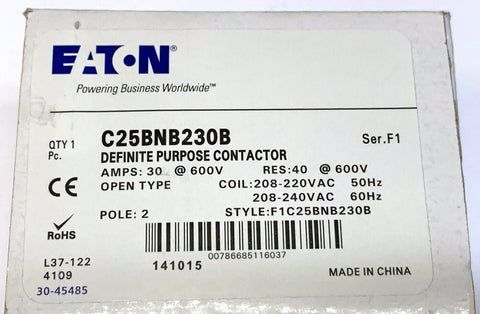 EATON
Powering Business Worldwide™
QTY 1 C25BNB230B Ser.F1
Pc. DEFINITE PURPOSE CONTACTOR
AMPS: 30 @ 600V RES:40 @ 600V
CE OPEN TYPE COIL:208-220VAC 50Hz
208-240VAC 60Hz
POLE: 2 STYLE:F1C25BNB230B
RoHS
00786685116037
L37-122
4109
141015
MADE IN CHINA
30-45485